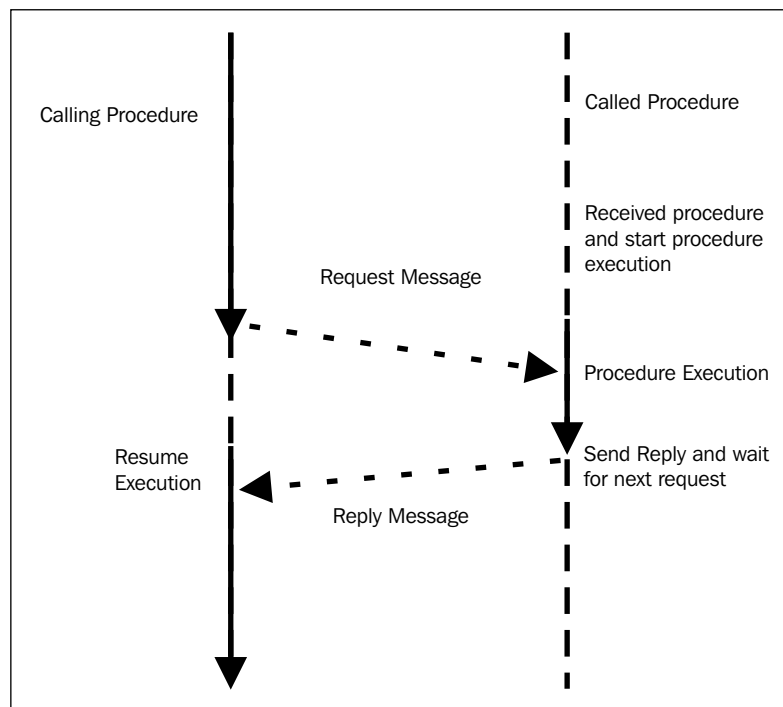 Calling Procedure
Called Procedure
Received procedure
and start procedure
execution
Request Message
Procedure Execution
Resume
Execution
Send Reply and wait
for next request
Reply Message